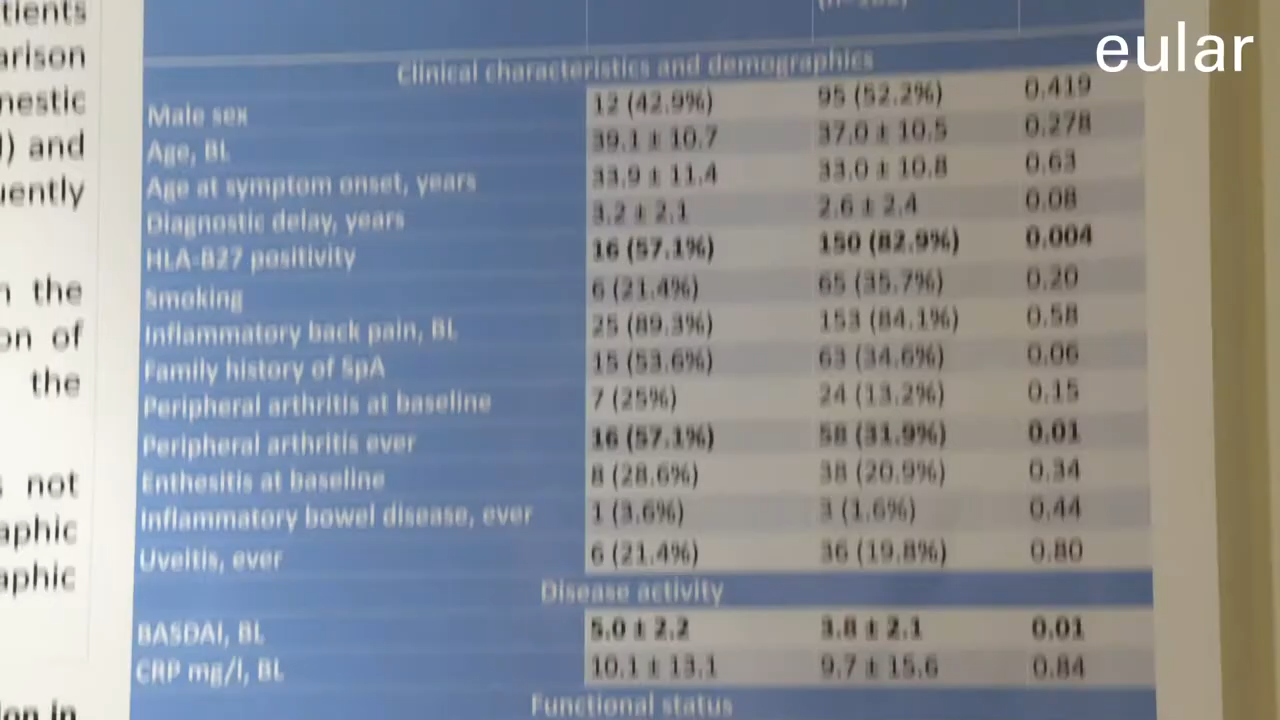 eular
tients
arison
nestic
) and
uently
n the
on of
the
s not
aphic
aphic
on in
Clinical characteristics and demographics
Male sex 12 (42.9%) 95 (52.2%) 0.419
Age, BL 39.1 ± 10.7 37.0 ± 10.5 0.278
Age at symptom onset, years 33.9 ± 11.4 33.0 ± 10.8 0.63
Diagnostic delay, years 3.2 ± 2.1 2.6 ± 2.4 0.08
HLA-B27 positivity 16 (57.1%) 150 (82.9%) 0.004
Smoking 6 (21.4%) 65 (35.7%) 0.20
Inflammatory back pain, BL 25 (89.3%) 153 (84.1%) 0.58
Family history of SpA 15 (53.6%) 63 (34.6%) 0.06
Peripheral arthritis at baseline 7 (25%) 24 (13.2%) 0.15
Peripheral arthritis ever 16 (57.1%) 58 (31.9%) 0.01
Enthesitis at baseline 8 (28.6%) 38 (20.9%) 0.34
Inflammatory bowel disease, ever 1 (3.6%) 3 (1.6%) 0.44
Uveitis, ever 6 (21.4%) 36 (19.8%) 0.80
Disease activity
BASDAI, BL 5.0 ± 2.2 3.8 ± 2.1 0.01
CRP mg/l, BL 10.1 ± 13.1 9.7 ± 15.6 0.84
Functional status